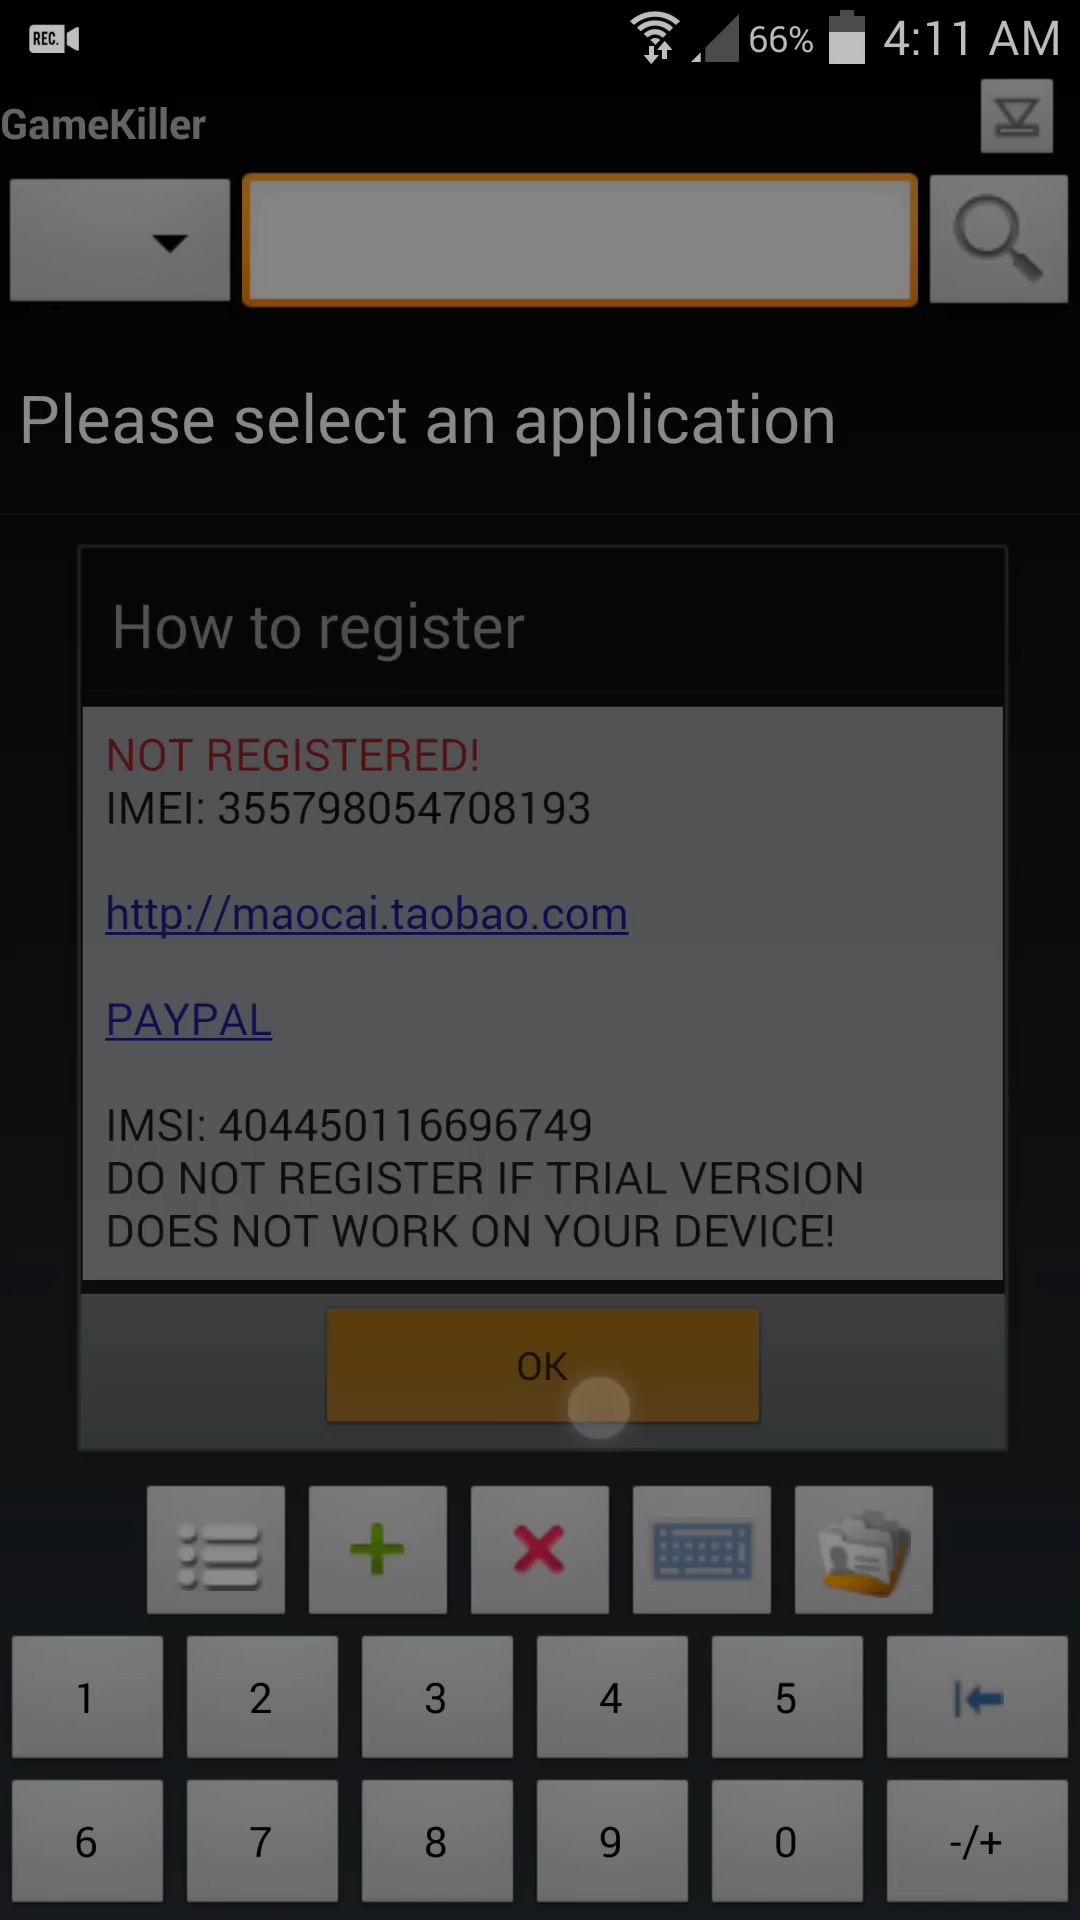 REC.
66% 4:11 AM
GameKiller
Please select an application
How to register
NOT REGISTERED!
IMEI: 355798054708193
http://maocai.taobao.com
PAYPAL
IMSI: 404450116696749
DO NOT REGISTER IF TRIAL VERSION
DOES NOT WORK ON YOUR DEVICE!
OK
1 2 3 4 5
6 7 8 9 0 -/+